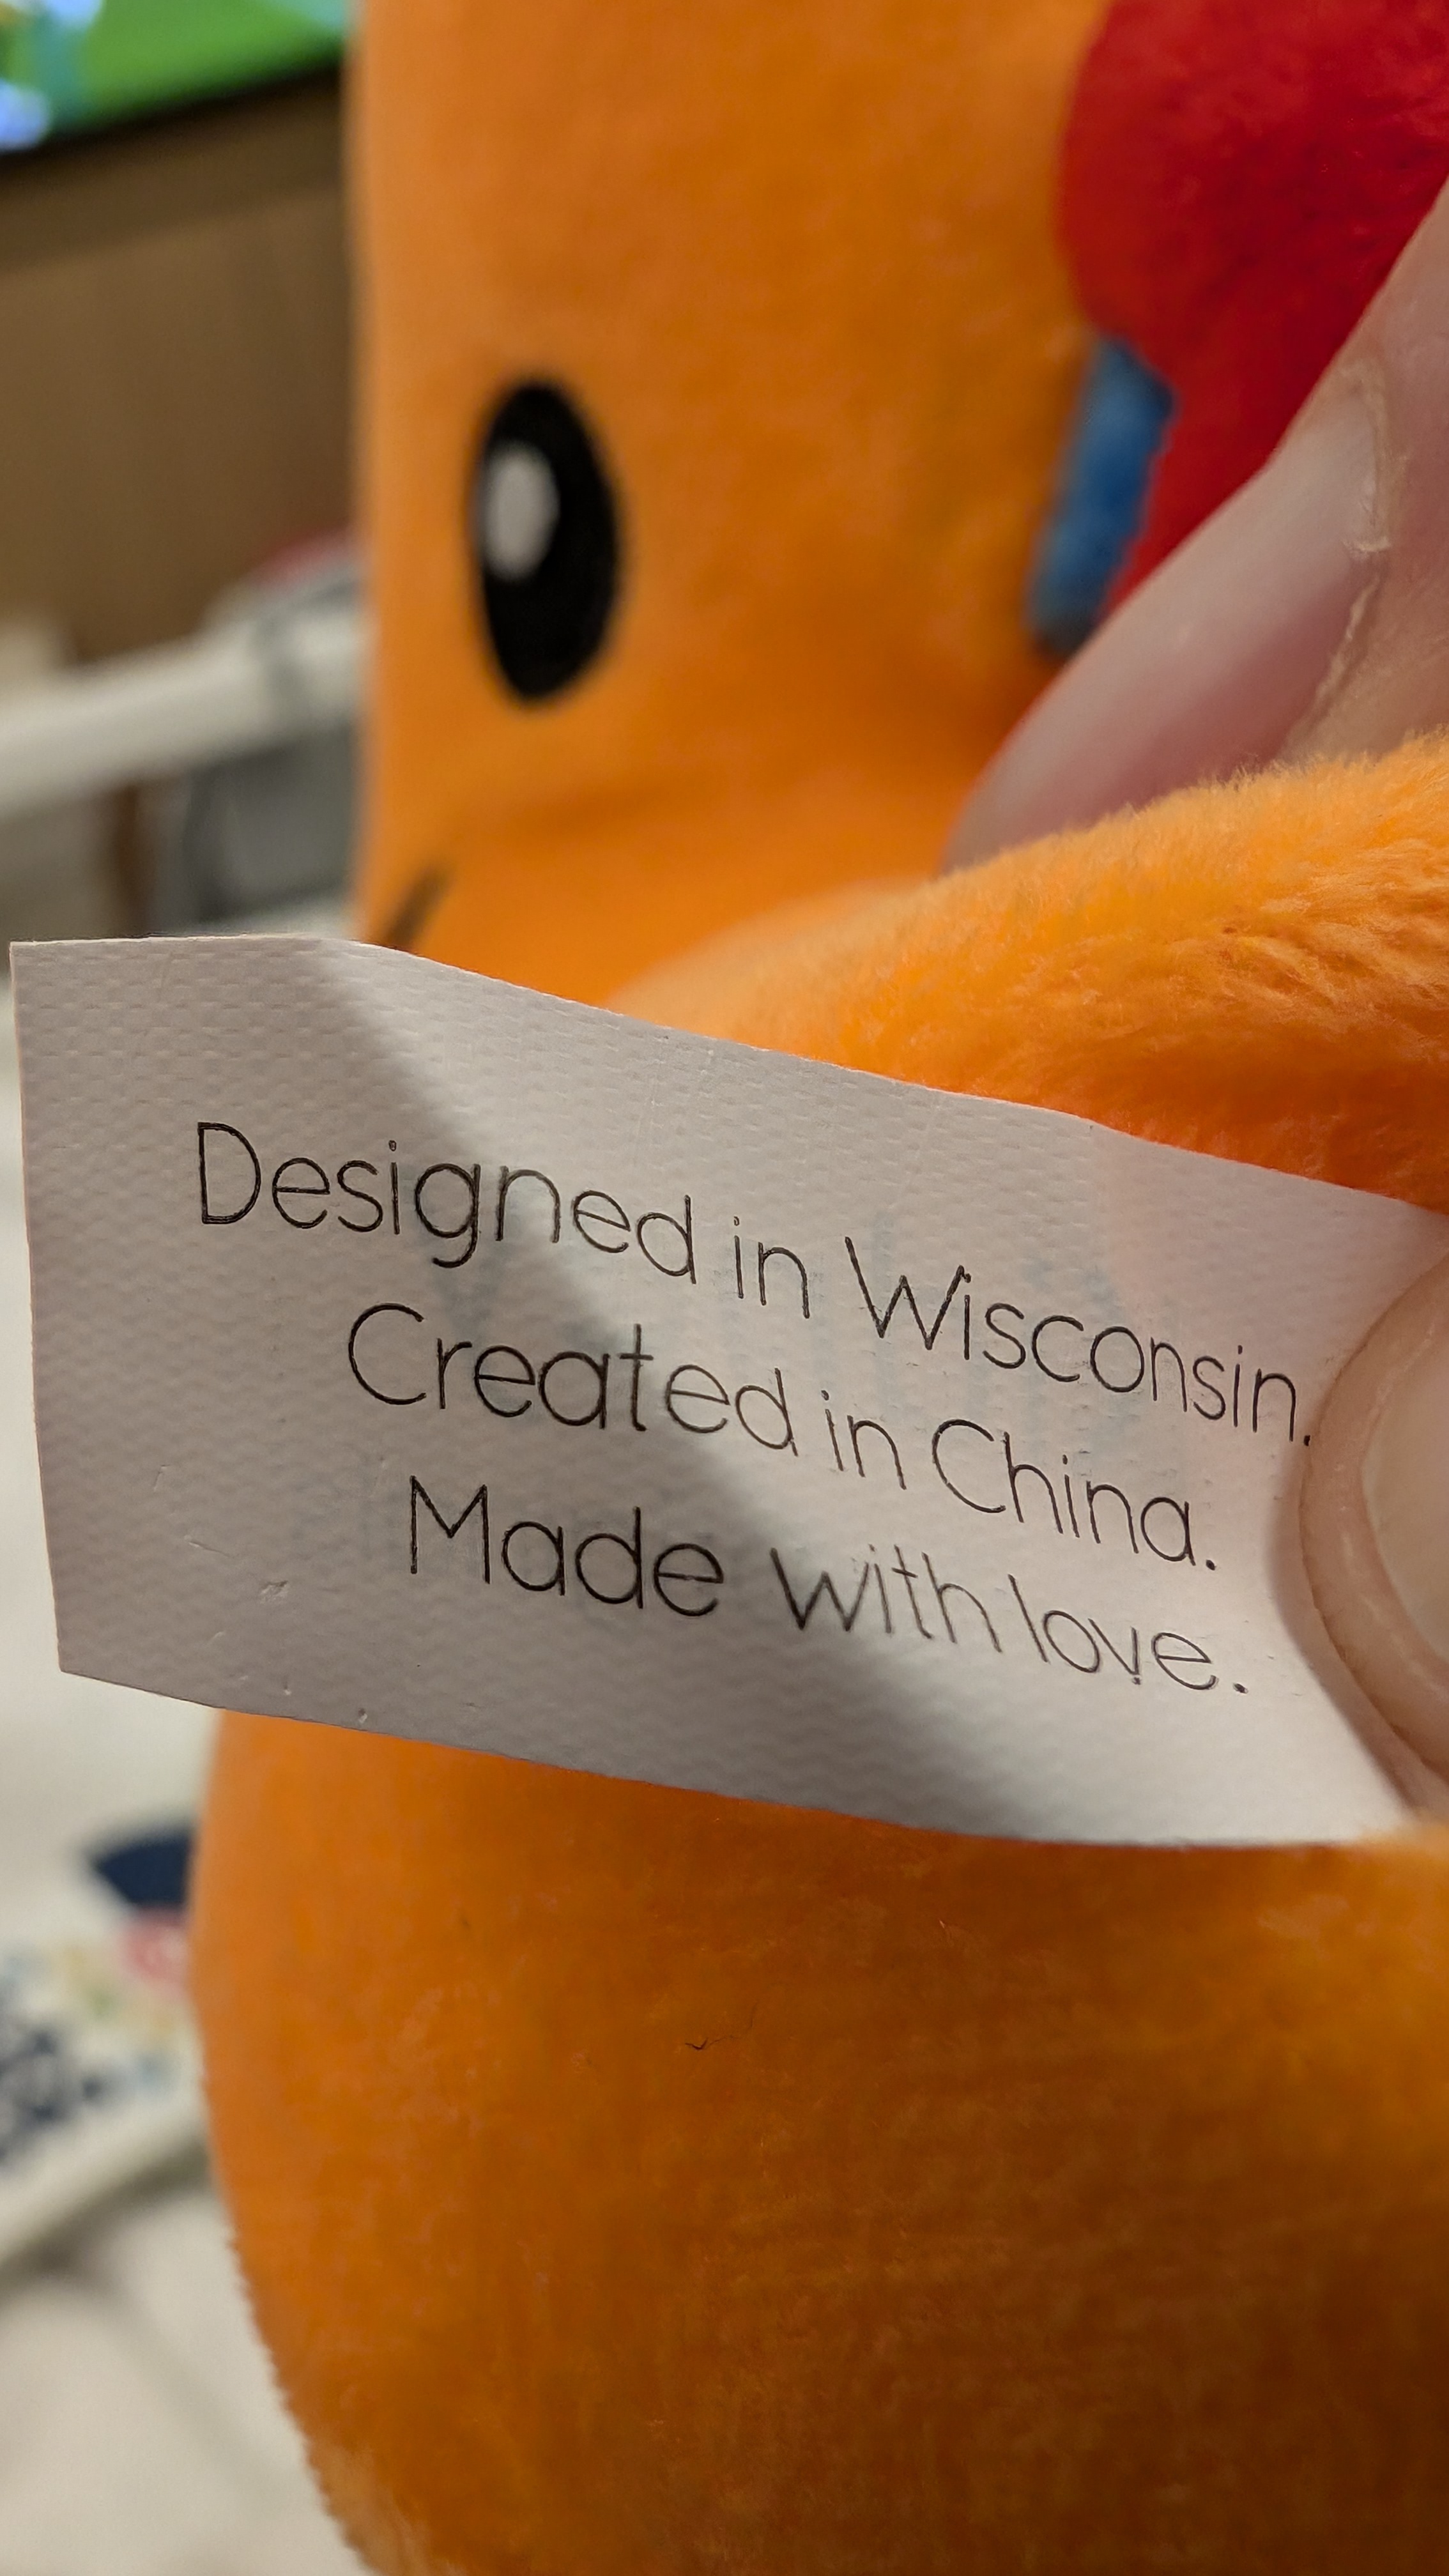 Designed in Wisconsin.
Created in China.
Made with love.